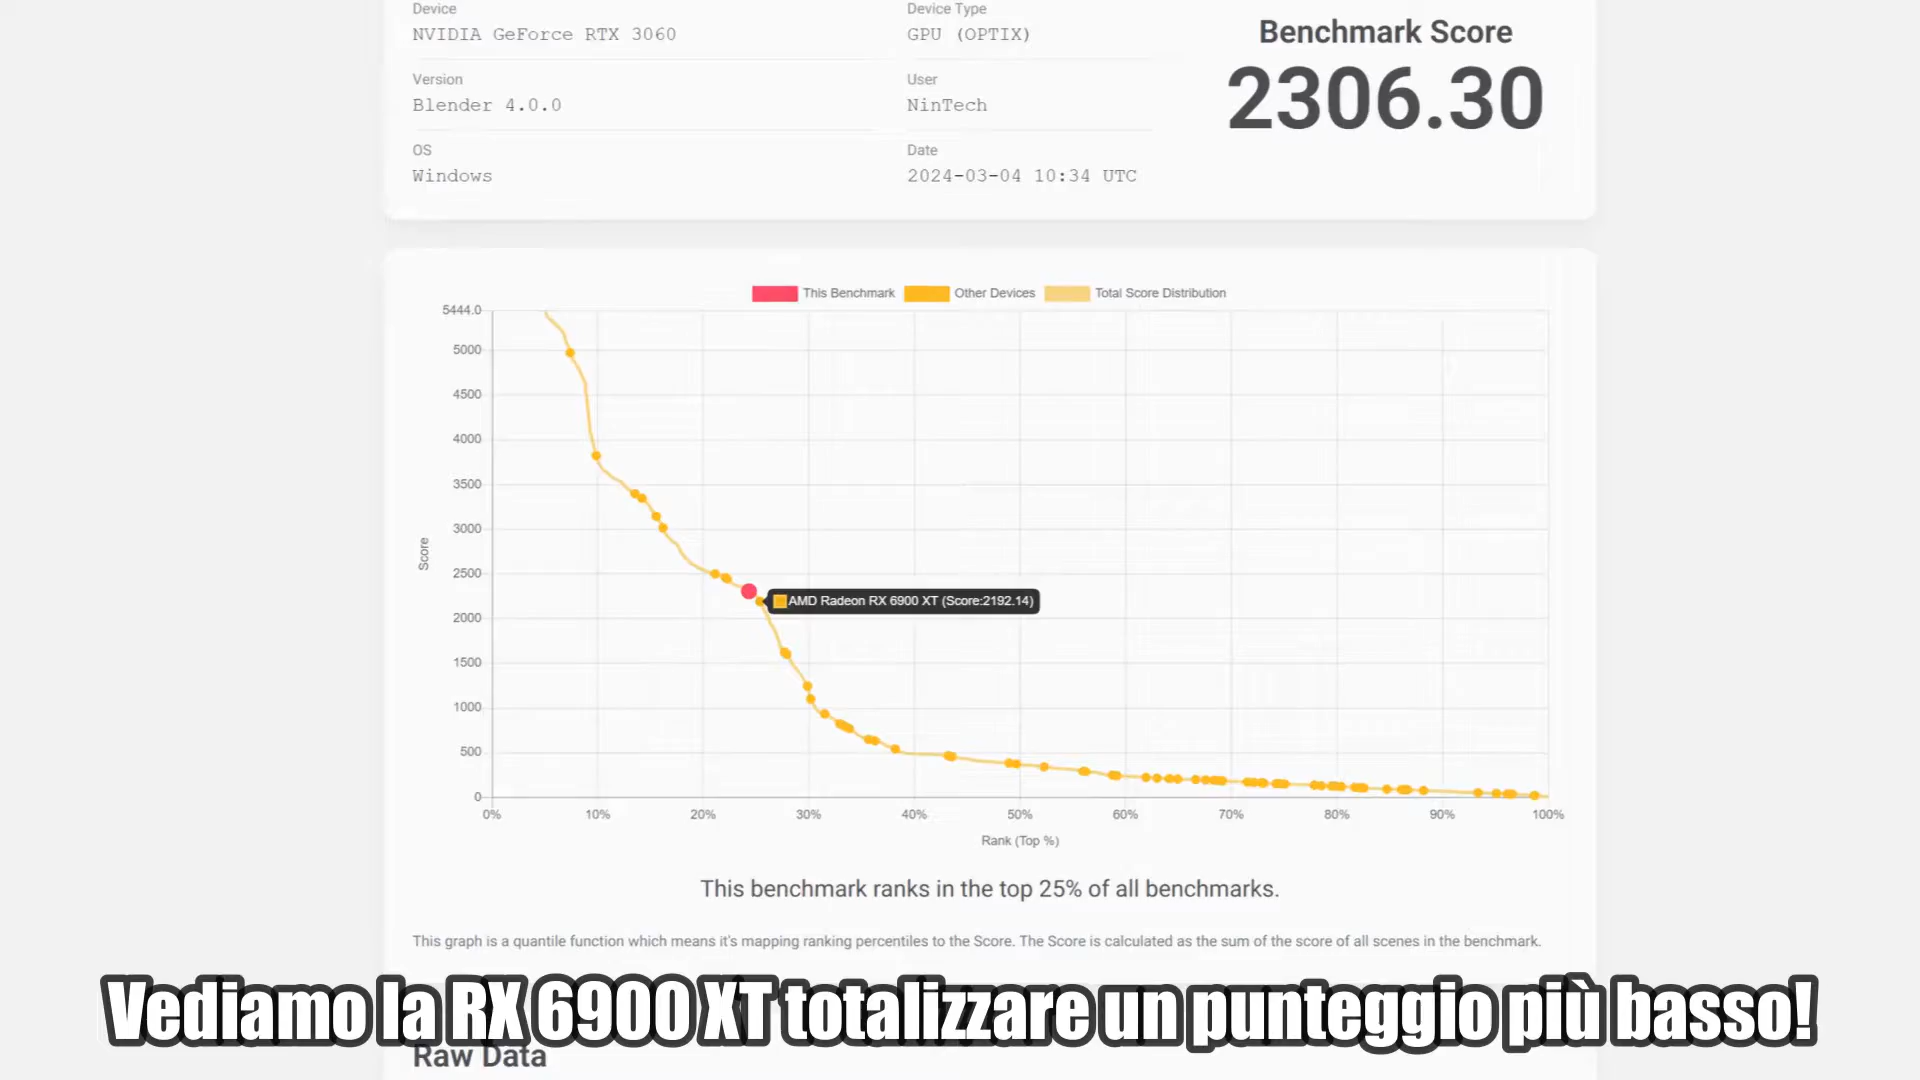 Device
NVIDIA GeForce RTX 3060
Device Type
GPU (OPTIX)
Version
Blender 4.0.0
User
NinTech
OS
Windows
Date
2024-03-04 10:34 UTC
Benchmark Score
2306.30
This Benchmark
Other Devices
Total Score Distribution
5444.0
5000
4500
4000
3500
3000
2500
2000
1500
1000
500
0
Score
AMD Radeon RX 6900 XT (Score:2192.14)
0% 10% 20% 30% 40% 50% 60% 70% 80% 90% 100%
Rank (Top %)
This benchmark ranks in the top 25% of all benchmarks.
This graph is a quantile function which means it's mapping ranking percentiles to the Score. The Score is calculated as the sum of the score of all scenes in the benchmark.
Vediamo la RX 6900 XT totalizzare un punteggio più basso!
Raw Data